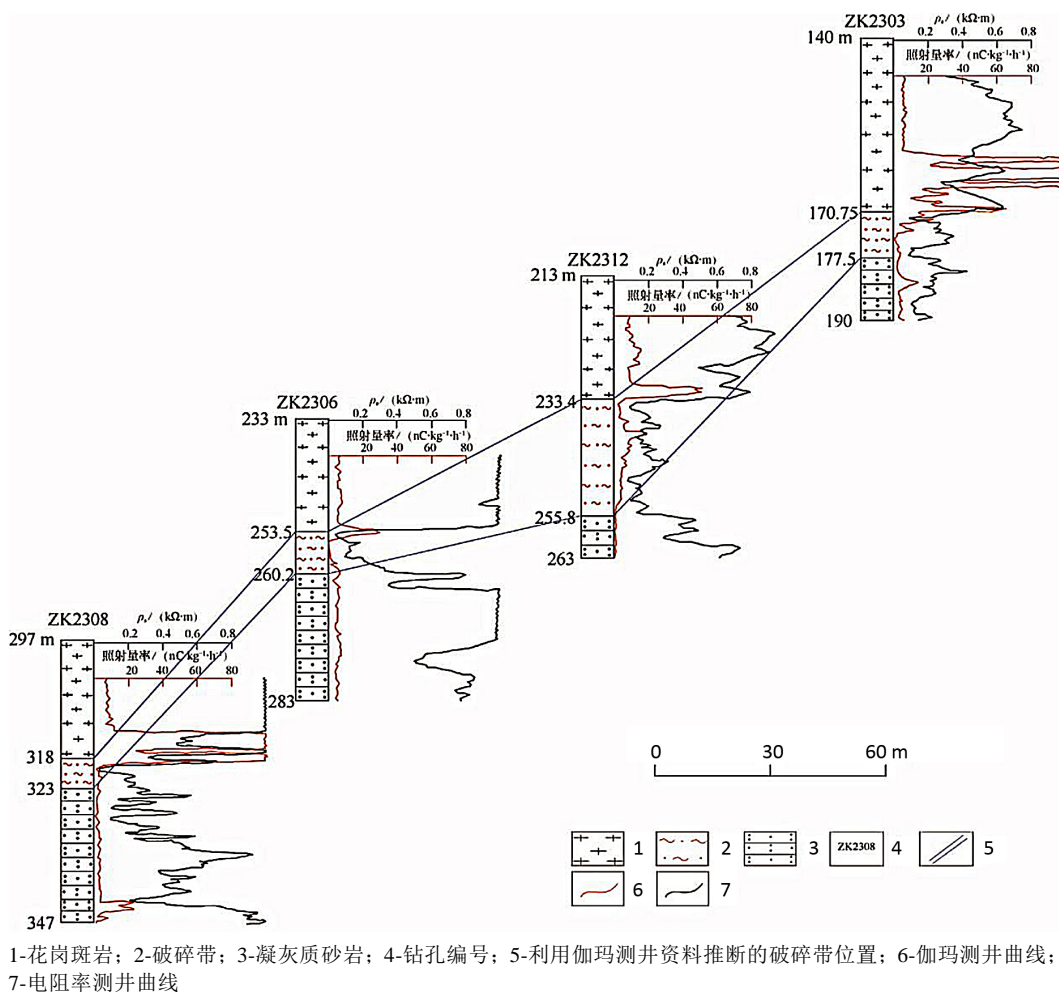 ZK2303
ρs/ (kΩ·m)
0.2 0.4 0.6 0.8
140 m
照射量率/ (nC·kg⁻¹·h⁻¹)
20 40 60 80
170.75
177.5
190
ZK2312
ρs/ (kΩ·m)
0.2 0.4 0.6 0.8
213 m
照射量率/ (nC·kg⁻¹·h⁻¹)
20 40 60 80
233.4
255.8
263
ZK2306
ρs/ (kΩ·m)
0.2 0.4 0.6 0.8
233 m
照射量率/ (nC·kg⁻¹·h⁻¹)
20 40 60 80
253.5
260.2
283
ZK2308
ρs/ (kΩ·m)
0.2 0.4 0.6 0.8
297 m
照射量率/ (nC·kg⁻¹·h⁻¹)
20 40 60 80
318
323
347
0 30 60 m
1 2 3 ZK2308 4 5
6 7
1-花岗斑岩；2-破碎带；3-凝灰质砂岩；4-钻孔编号；5-利用伽玛测井资料推断的破碎带位置；6-伽玛测井曲线；
7-电阻率测井曲线